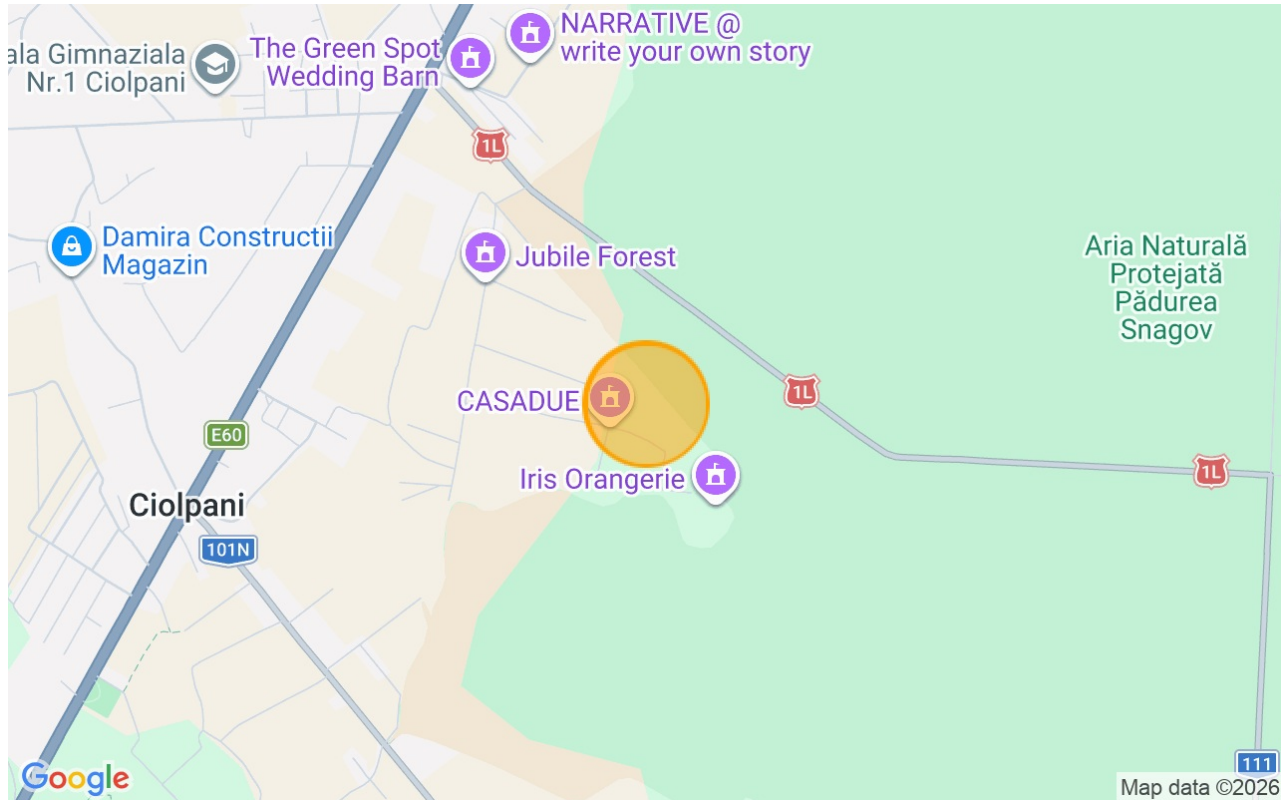 NARRATIVE @
write your own story
ala Gimnaziala
Nr.1 Ciolpani
The Green Spot
Wedding Barn
1L
Damira Constructii
Magazin
Jubile Forest
Aria Naturală
Protejată
Pădurea
Snagov
CASADUE
1L
E60
Iris Orangerie
1L
Ciolpani
101N
111
Google
Map data ©2026